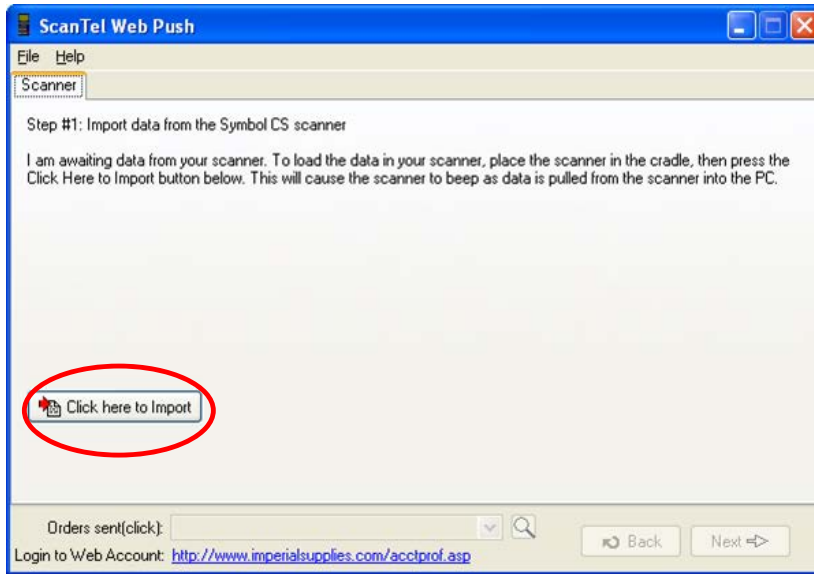 ScanTel Web Push
File Help
Scanner
Step #1: Import data from the Symbol CS scanner
I am awaiting data from your scanner. To load the data in your scanner, place the scanner in the cradle, then press the
Click Here to Import button below. This will cause the scanner to beep as data is pulled from the scanner into the PC.
Click here to Import
Orders sent(click):
Back Next
Login to Web Account: http://www.imperialsupplies.com/acctprof.asp